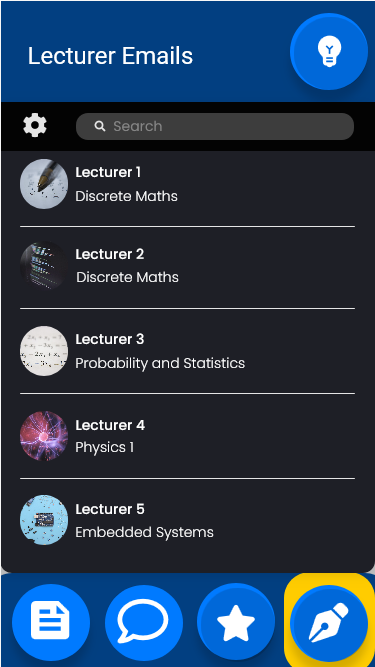 Lecturer Emails
Search
Lecturer 1
Discrete Maths
Lecturer 2
Discrete Maths
Lecturer 3
Probability and Statistics
Lecturer 4
Physics 1
Lecturer 5
Embedded Systems